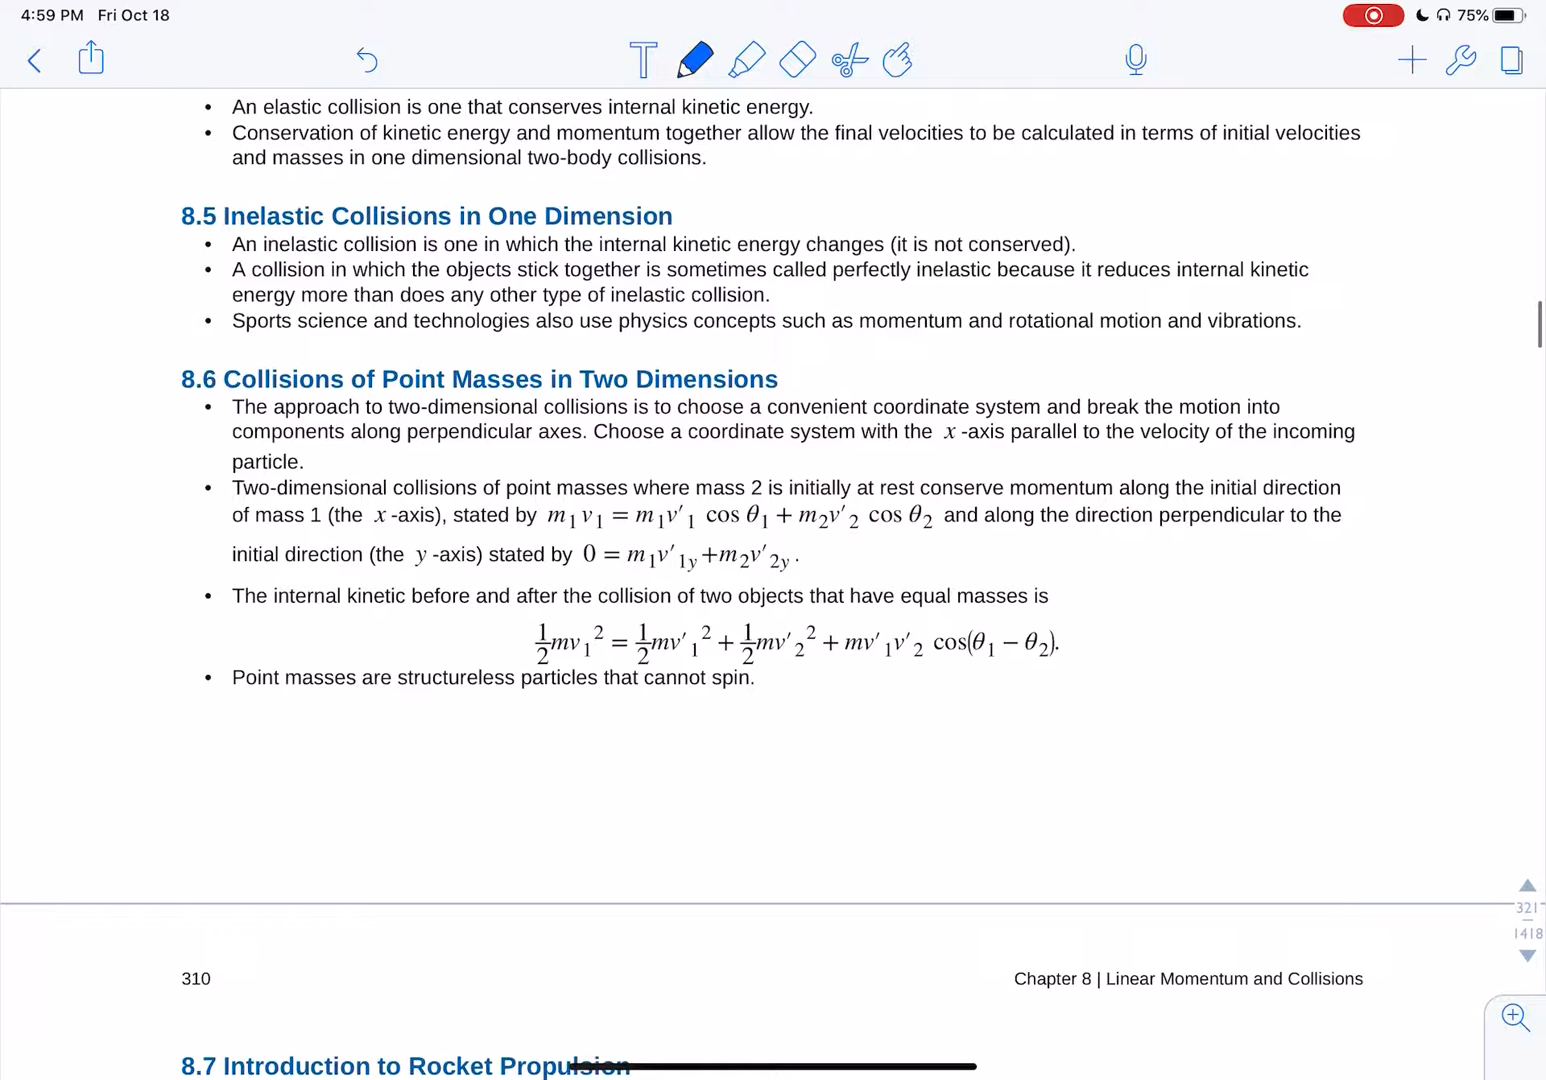 4:59 PM Fri Oct 18
75%
• An elastic collision is one that conserves internal kinetic energy.
• Conservation of kinetic energy and momentum together allow the final velocities to be calculated in terms of initial velocities
and masses in one dimensional two-body collisions.
8.5 Inelastic Collisions in One Dimension
• An inelastic collision is one in which the internal kinetic energy changes (it is not conserved).
• A collision in which the objects stick together is sometimes called perfectly inelastic because it reduces internal kinetic
energy more than does any other type of inelastic collision.
• Sports science and technologies also use physics concepts such as momentum and rotational motion and vibrations.
8.6 Collisions of Point Masses in Two Dimensions
• The approach to two-dimensional collisions is to choose a convenient coordinate system and break the motion into
components along perpendicular axes. Choose a coordinate system with the x -axis parallel to the velocity of the incoming
particle.
• Two-dimensional collisions of point masses where mass 2 is initially at rest conserve momentum along the initial direction
of mass 1 (the x -axis), stated by m₁v₁ = m₁v′₁ cos θ₁ + m₂v′₂ cos θ₂ and along the direction perpendicular to the
initial direction (the y -axis) stated by 0 = m₁v′₁y+m₂v′₂y .
• The internal kinetic before and after the collision of two objects that have equal masses is
½mv₁² = ½mv′₁² + ½mv′₂² + mv′₁v′₂ cos(θ₁ − θ₂).
• Point masses are structureless particles that cannot spin.
321
1418
310 Chapter 8 | Linear Momentum and Collisions
8.7 Introduction to Rocket Propulsion